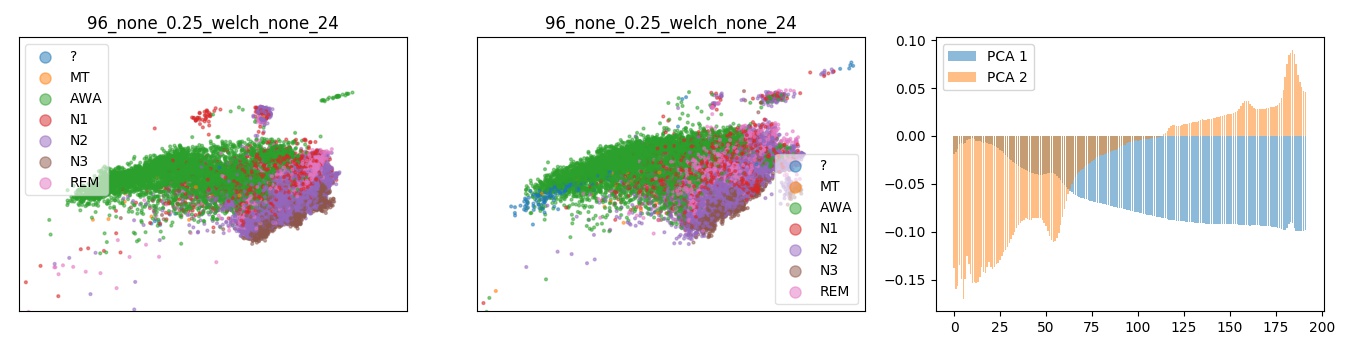 96_none_0.25_welch_none_24
?
MT
AWA
N1
N2
N3
REM
96_none_0.25_welch_none_24
?
MT
AWA
N1
N2
N3
REM
PCA 1
PCA 2
0.10
0.05
0.00
−0.05
−0.10
−0.15
0 25 50 75 100 125 150 175 200